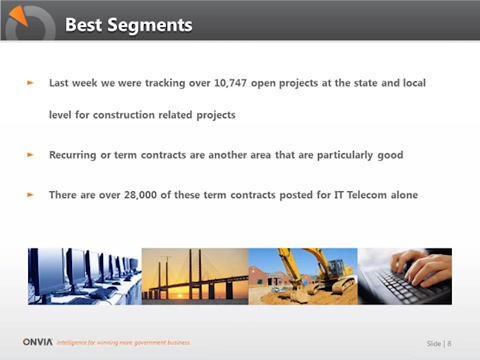 Best Segments
Last week we were tracking over 10,747 open projects at the state and local
level for construction related projects
Recurring or term contracts are another area that are particularly good
There are over 28,000 of these term contracts posted for IT Telecom alone
ONVIA Intelligence for winning more government business
Slide | 8